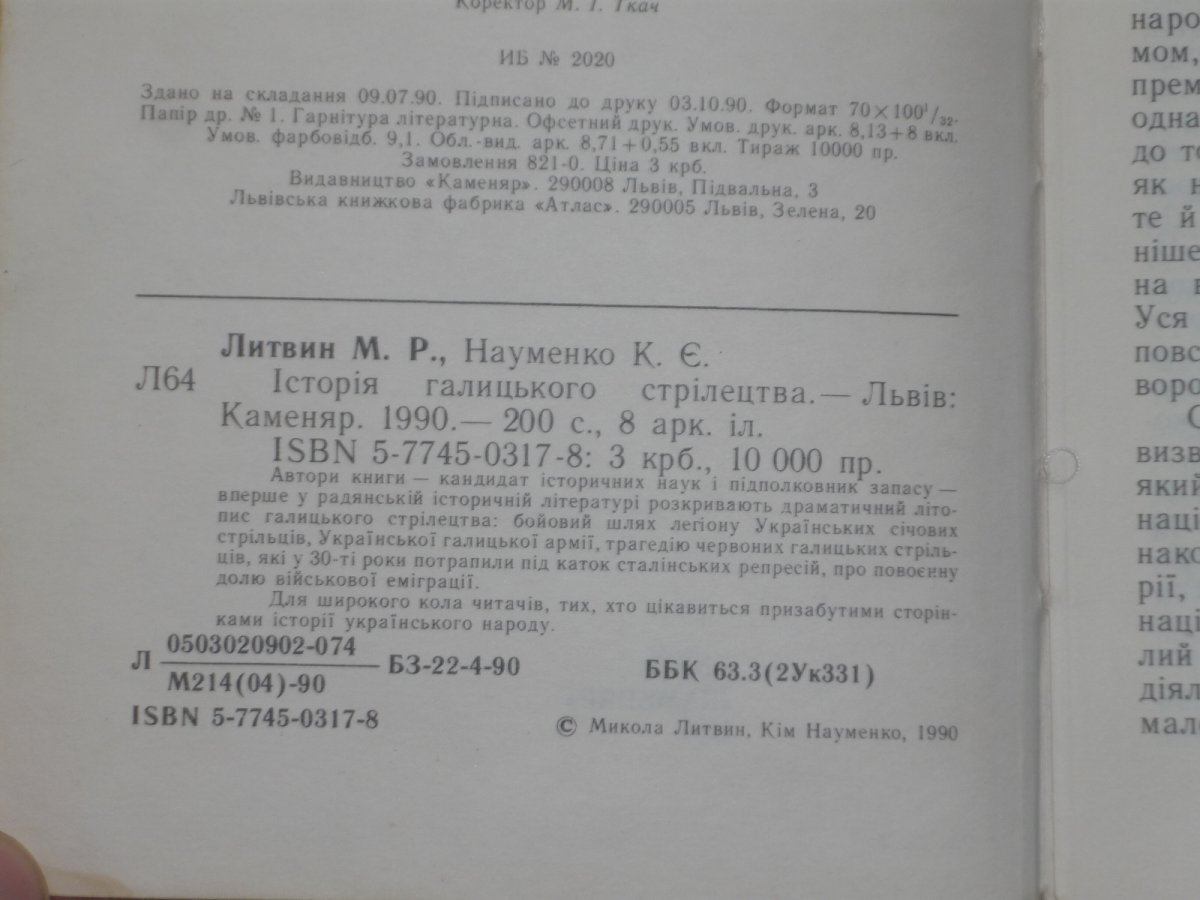 Коректор М. І. Ткач
ИБ № 2020
Здано на складання 09.07.90. Підписано до друку 03.10.90. Формат 70×100¹/₃₂.
Папір др. № 1. Гарнітура літературна. Офсетний друк. Умов. друк. арк. 8,13+8 вкл.
Умов. фарбовідб. 9,1. Обл.-вид. арк. 8,71+0,55 вкл. Тираж 10000 пр.
Замовлення 821-0. Ціна 3 крб.
Видавництво «Каменяр». 290008 Львів, Підвальна, 3
Львівська книжкова фабрика «Атлас». 290005 Львів, Зелена, 20
Литвин М. Р., Науменко К. Є.
Л64 Історія галицького стрілецтва.— Львів:
Каменяр. 1990.— 200 с., 8 арк. іл.
ISBN 5-7745-0317-8: 3 крб., 10 000 пр.
Автори книги — кандидат історичних наук і підполковник запасу —
вперше у радянській історичній літературі розкривають драматичний літо-
пис галицького стрілецтва: бойовий шлях легіону Українських січових
стрільців, Української галицької армії, трагедію червоних галицьких стріль-
ців, які у 30-ті роки потрапили під каток сталінських репресій, про повоєнну
долю військової еміграції.
Для широкого кола читачів, тих, хто цікавиться призабутими сторін-
ками історії українського народу.
Л 0503020902-074 БЗ-22-4-90 ББК 63.3(2Ук331)
М214(04)-90
ISBN 5-7745-0317-8
© Микола Литвин, Кім Науменко, 1990
наро
мом,
прем
одна
до то
як н
те й
ніше
на
Уся
повс
воро
С
визв
який
наці
нако
рії,
наці
лий
діял
мало